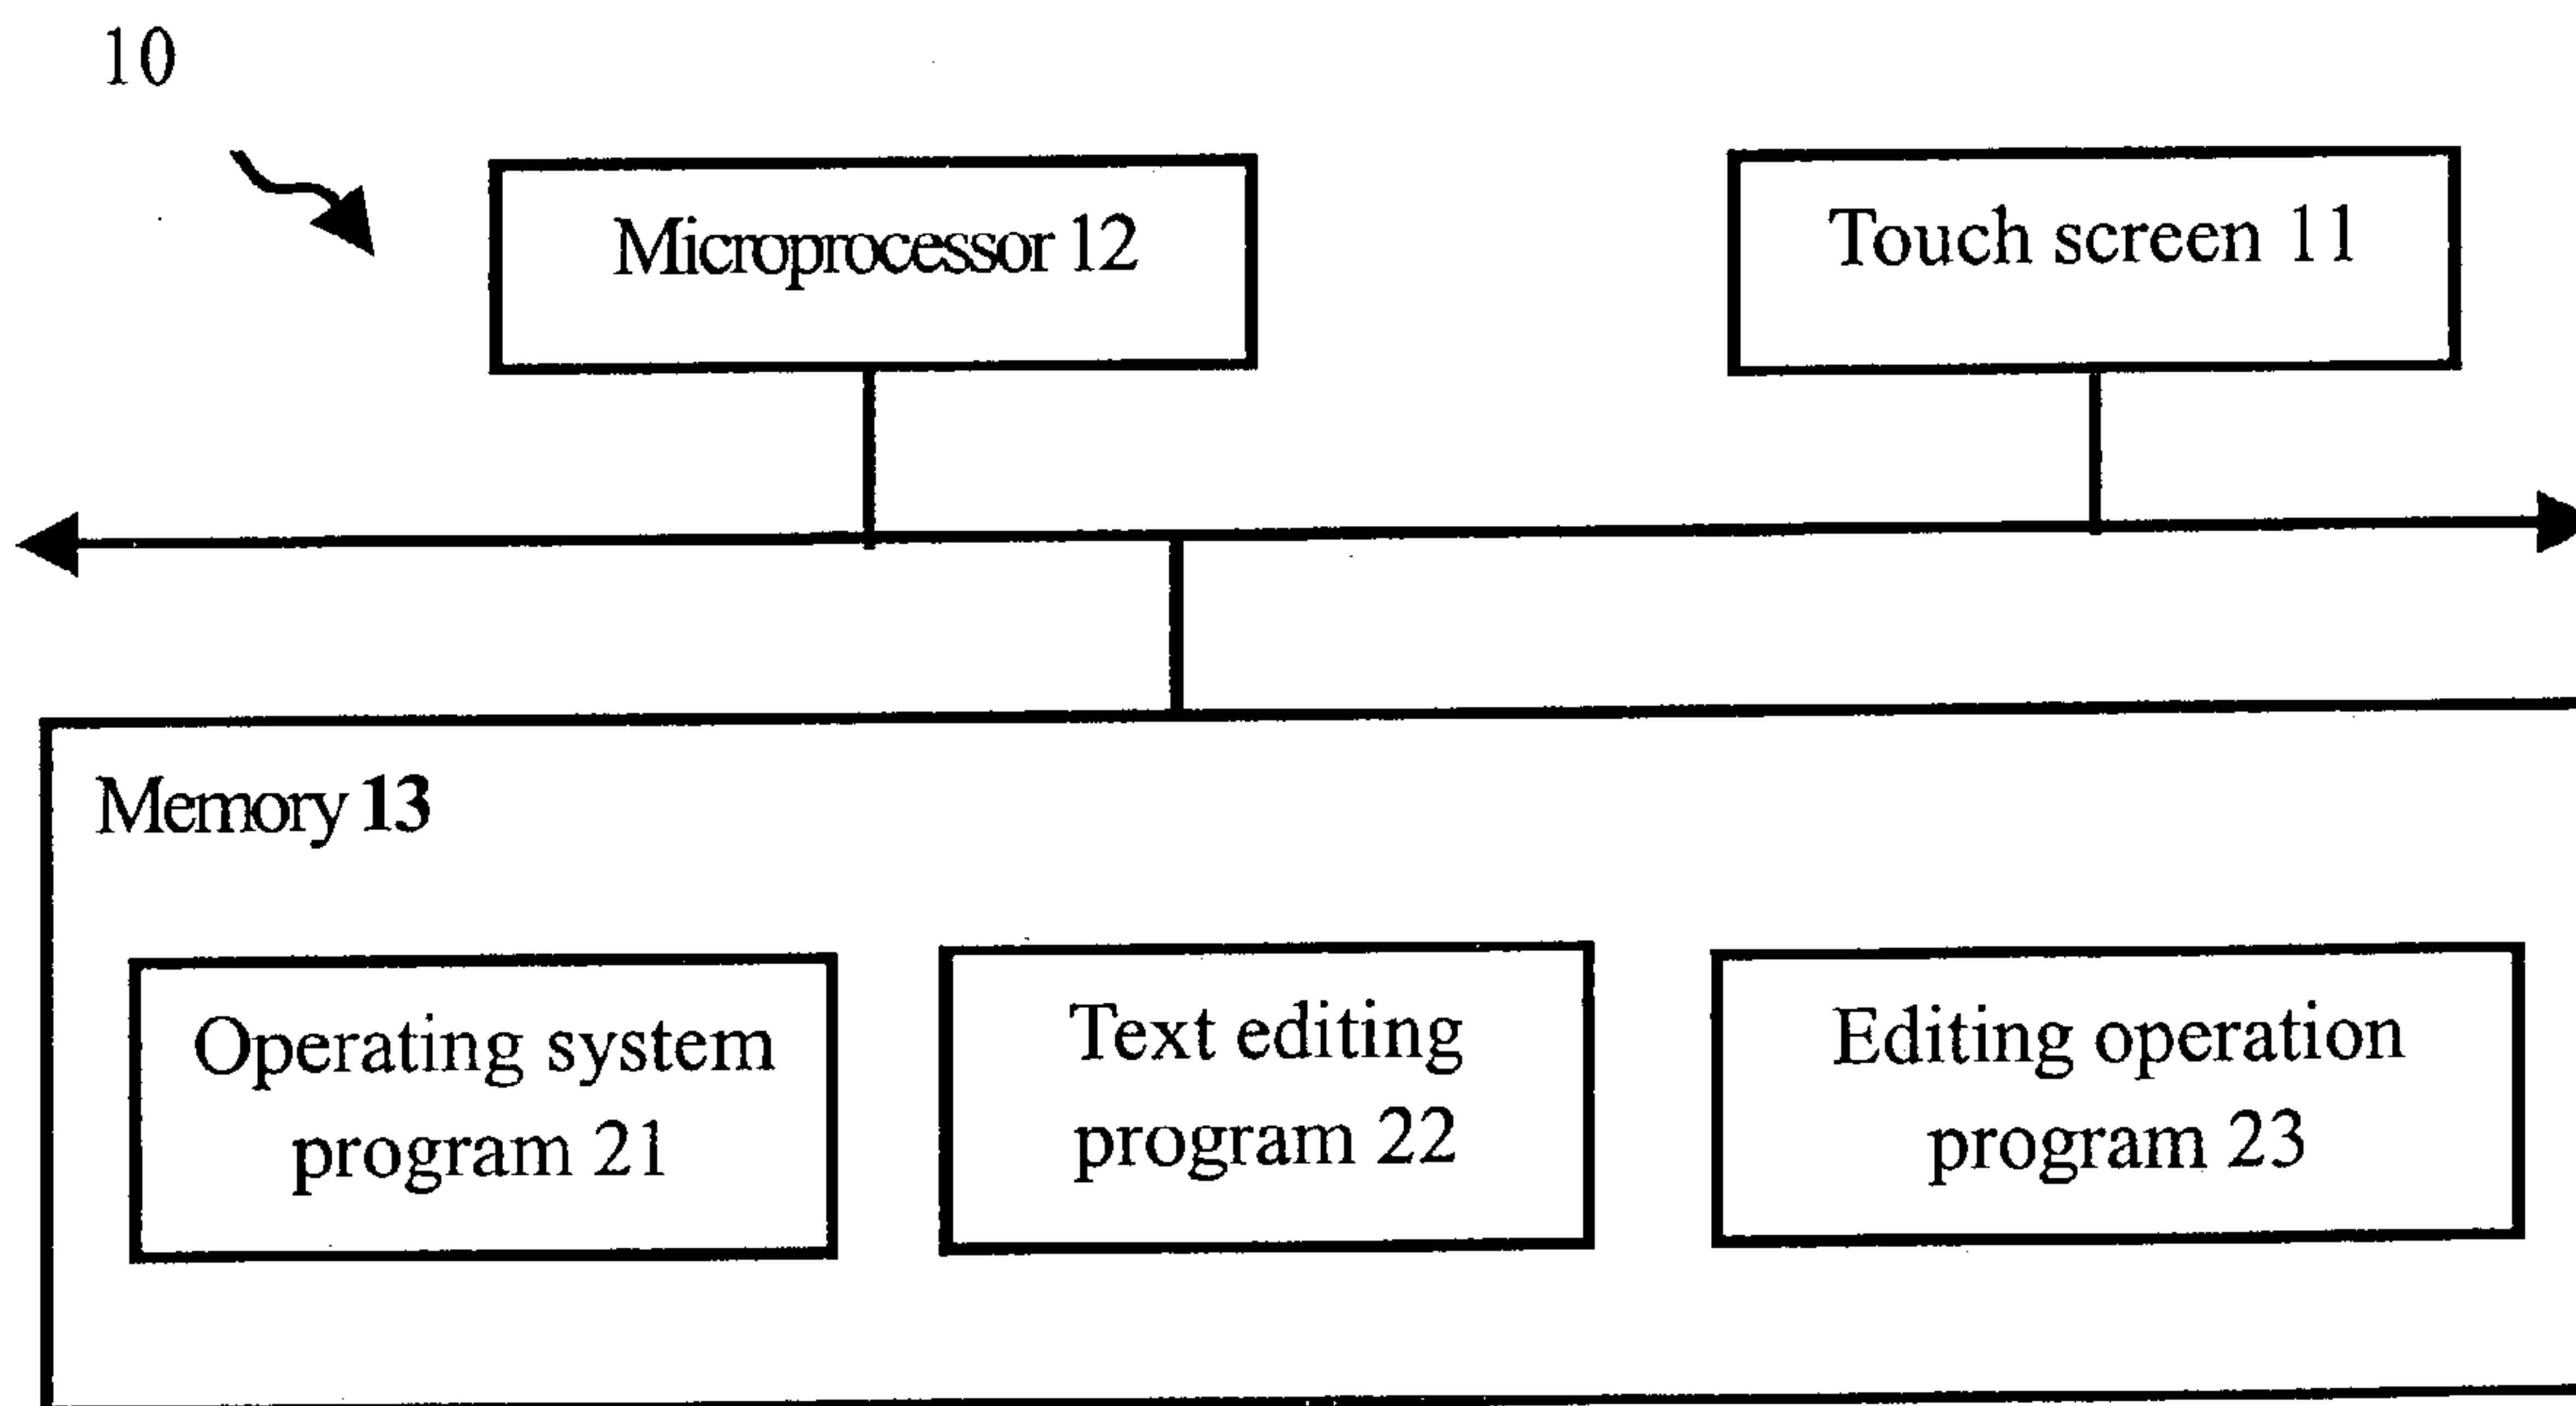 10
Microprocessor 12
Touch screen 11
Memory 13
Operating system
program 21
Text editing
program 22
Editing operation
program 23